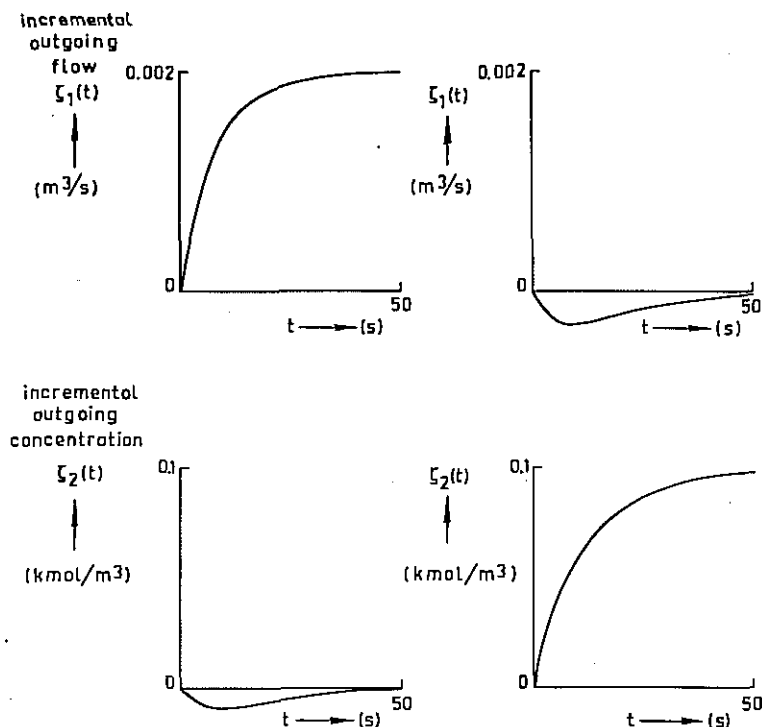 incremental
outgoing
flow
ζ₁(t)
(m³/s)
0.002
0
50
t → (s)
ζ₁(t)
(m³/s)
0.002
0
50
t → (s)
incremental
outgoing
concentration
ζ₂(t)
(kmol/m³)
0.1
0
50
t → (s)
ζ₂(t)
(kmol/m³)
0.1
0
50
t → (s)